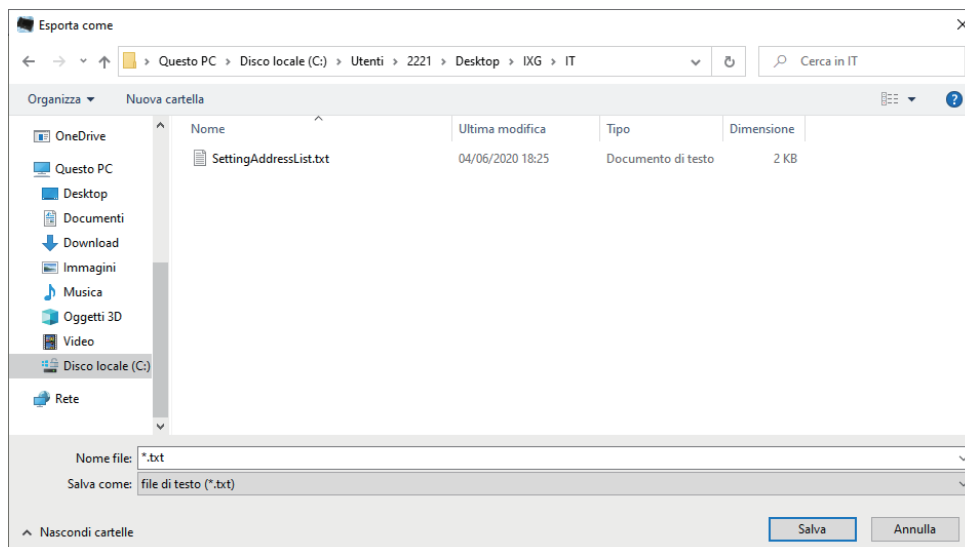 Esporta come
Questo PC > Disco locale (C:) > Utenti > 2221 > Desktop > IXG > IT
Cerca in IT
Organizza
Nuova cartella
OneDrive
Questo PC
Desktop
Documenti
Download
Immagini
Musica
Oggetti 3D
Video
Disco locale (C:)
Rete
Nome Ultima modifica Tipo Dimensione
SettingAddressList.txt 04/06/2020 18:25 Documento di testo 2 KB
Nome file: *.txt
Salva come: file di testo (*.txt)
Nascondi cartelle
Salva
Annulla